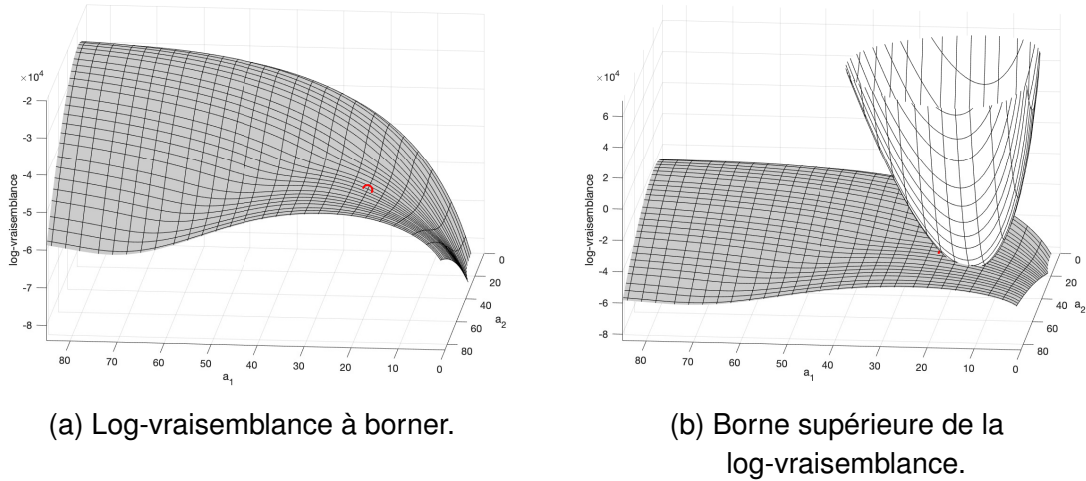 ×10⁴
-2
-3
-4
-5
-6
-7
-8
log-vraisemblance
80 70 60 50 40 30 20 10 0
a₁
0
20
40
60
80
a₂
(a) Log-vraisemblance à borner.
×10⁴
6
4
2
0
-2
-4
-6
-8
log-vraisemblance
80 70 60 50 40 30 20 10 0
a₁
0
20
40
60
80
a₂
(b) Borne supérieure de la
log-vraisemblance.